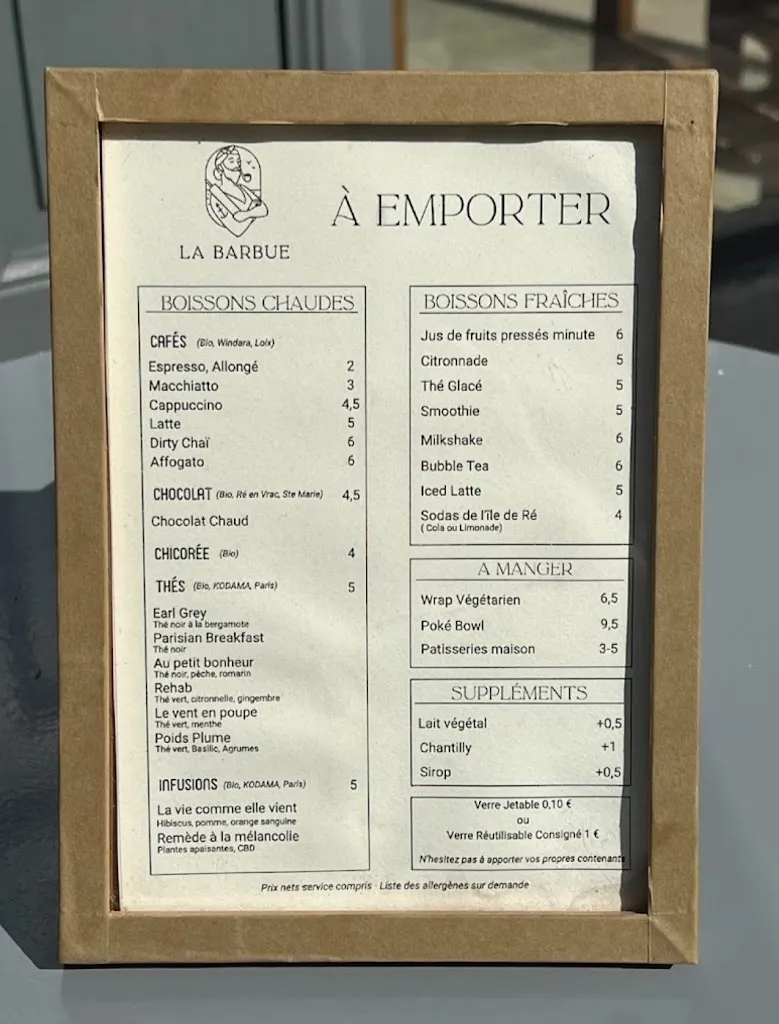 LA BARBUE
À EMPORTER
BOISSONS CHAUDES
CAFÉS (Bio, Windara, Loix)
Espresso, Allongé 2
Macchiatto 3
Cappuccino 4,5
Latte 5
Dirty Chaï 6
Affogato 6
CHOCOLAT (Bio, Ré en Vrac, Ste Marie) 4,5
Chocolat Chaud
CHICORÉE (Bio) 4
THÉS (Bio, KODAMA, Paris) 5
Earl Grey
Thé noir à la bergamote
Parisian Breakfast
Thé noir
Au petit bonheur
Thé noir, pêche, romarin
Rehab
Thé vert, citronnelle, gingembre
Le vent en poupe
Thé vert, menthe
Poids Plume
Thé vert, Basilic, Agrumes
INFUSIONS (Bio, KODAMA, Paris) 5
La vie comme elle vient
Hibiscus, pomme, orange sanguine
Remède à la mélancolie
Plantes apaisantes, CBD
BOISSONS FRAÎCHES
Jus de fruits pressés minute 6
Citronnade 5
Thé Glacé 5
Smoothie 5
Milkshake 6
Bubble Tea 6
Iced Latte 5
Sodas de l'île de Ré 4
( Cola ou Limonade)
A MANGER
Wrap Végétarien 6,5
Poké Bowl 9,5
Patisseries maison 3-5
SUPPLÉMENTS
Lait végétal +0,5
Chantilly +1
Sirop +0,5
Verre Jetable 0,10 €
ou
Verre Réutilisable Consigné 1 €
N'hesitez pas à apporter vos propres contenants
Prix nets service compris - Liste des allergènes sur demande